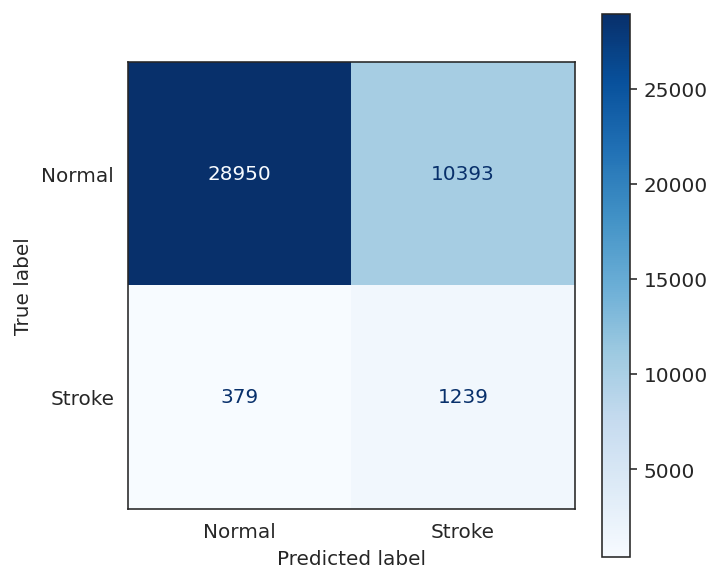 Normal 28950 10393
Stroke 379 1239
Normal Stroke
Predicted label
True label
25000
20000
15000
10000
5000